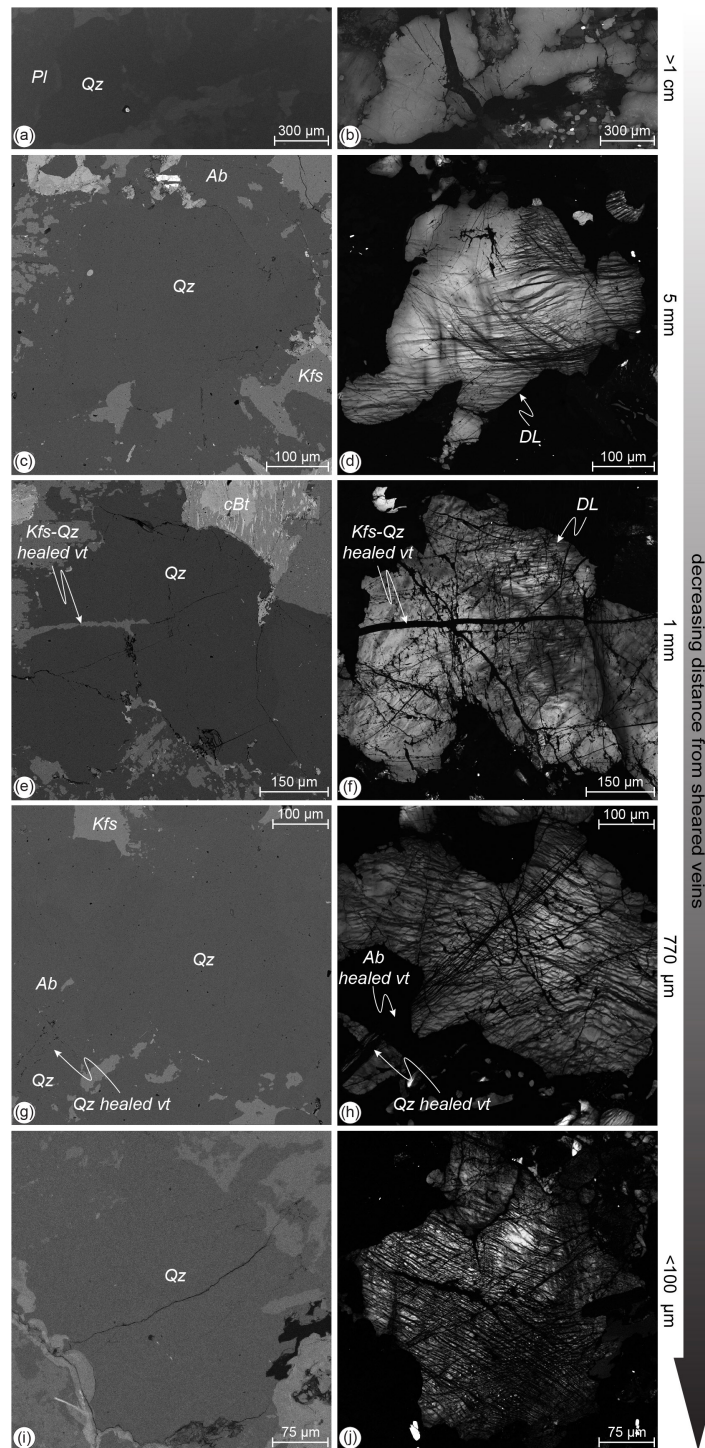 Pl
Qz
(a)
300 µm
(b)
300 µm
>1 cm
Ab
Qz
Kfs
(c)
100 µm
DL
(d)
100 µm
5 mm
cBt
Kfs-Qz
healed vt
Qz
(e)
150 µm
DL
Kfs-Qz
healed vt
(f)
150 µm
1 mm
decreasing distance from sheared veins
100 µm
Kfs
Qz
Ab
Qz
Qz healed vt
(g)
100 µm
Ab
healed vt
Qz healed vt
(h)
770 µm
Qz
(i)
75 µm
(j)
75 µm
<100 µm